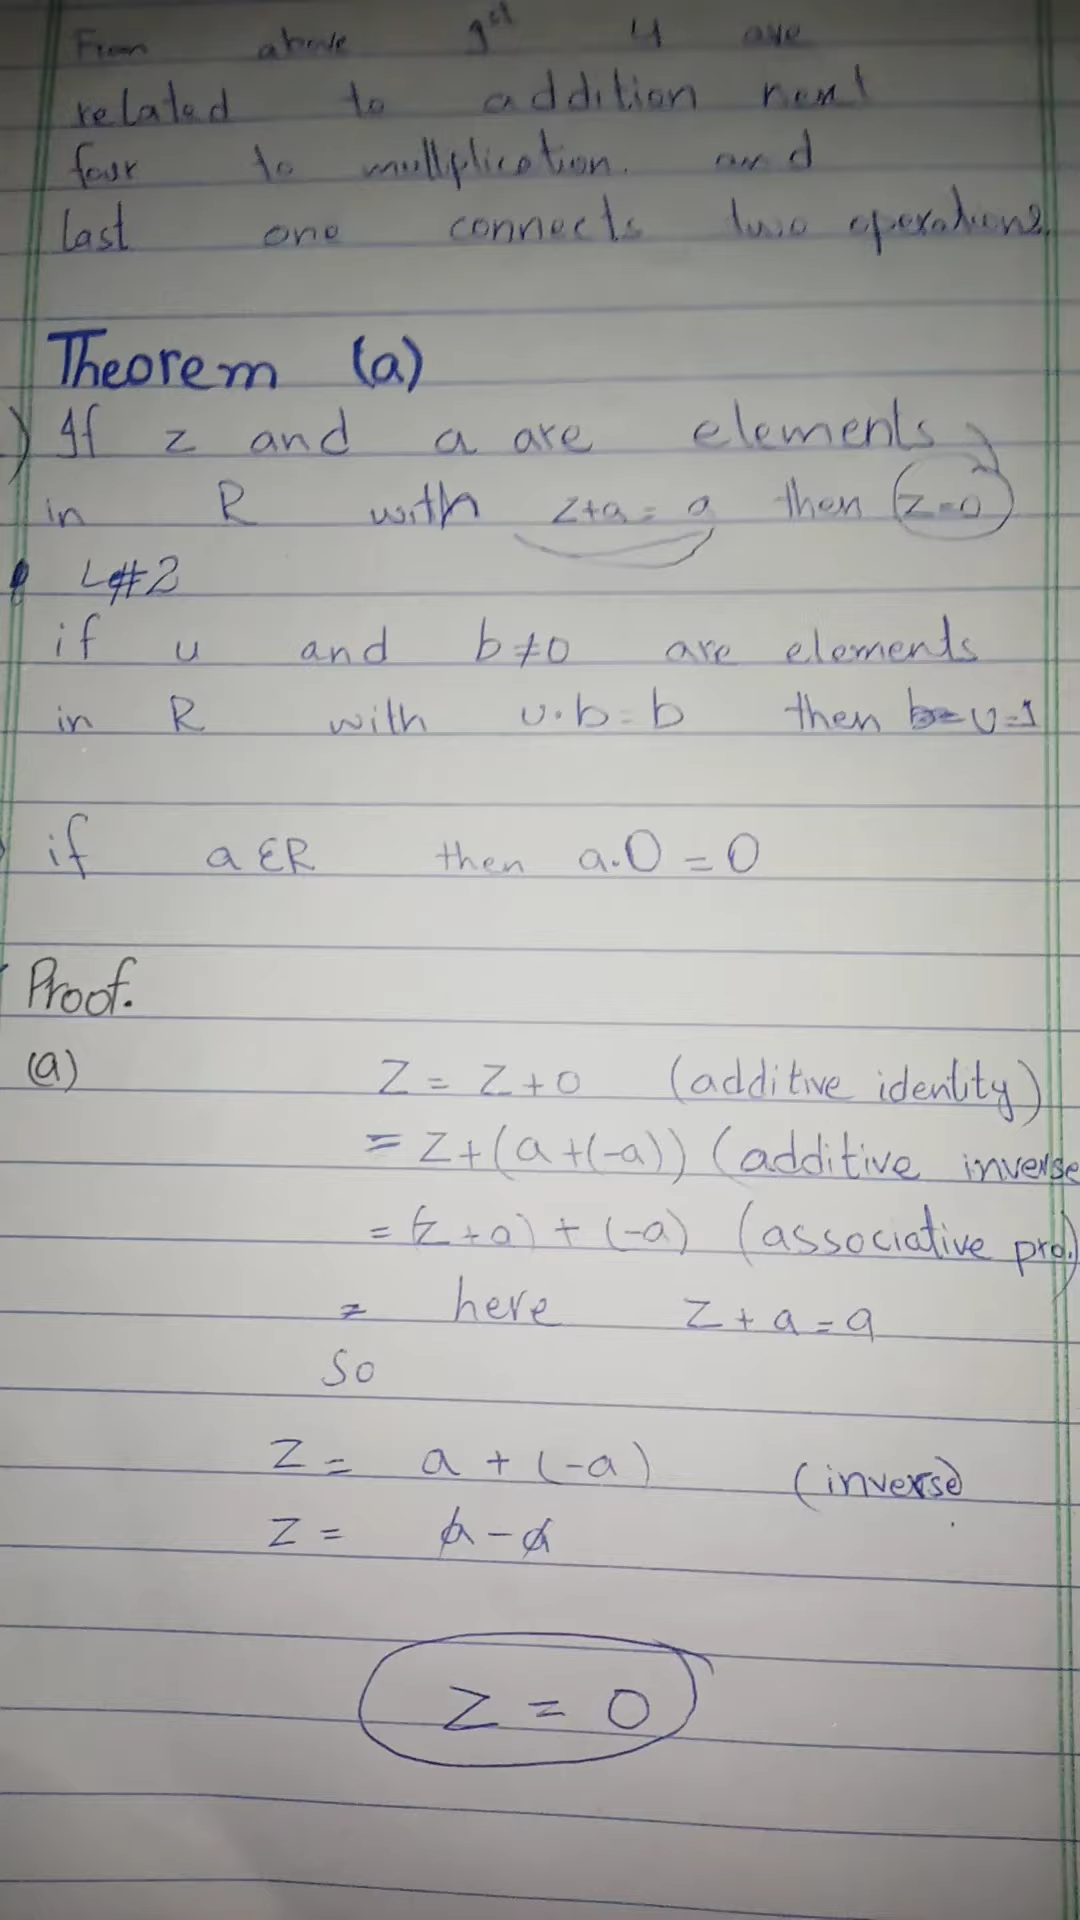 From above 1st 4 are
related to addition next
four to multiplication. and
last one connects two operations.
Theorem (a)
) If z and a are elements
in R with z+a=a then z=0
L#2
if u and b≠0 are elements
in R with u.b=b then u=1
if a∈R then a.0=0
Proof.
(a) Z = Z+0 (additive identity)
= Z+(a+(-a)) (additive inverse
= (z+a)+(-a) (associative pro.)
= here Z+a=a
So
Z = a+(-a) (inverse)
Z = a-a
Z = 0